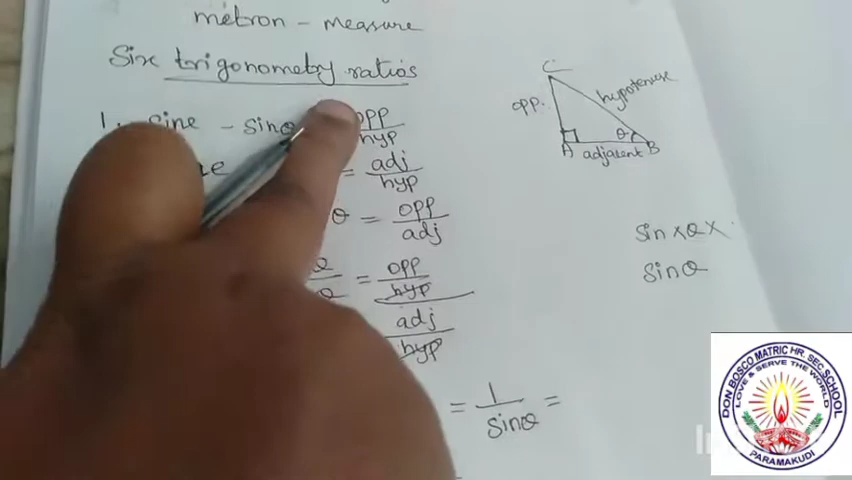 métron - measure
Six trigonometry ratios
1. sine - sinθ opp/hyp
= adj/hyp
θ = opp/adj
θ/θ = opp/hyp / adj/hyp
= 1/sinθ =
C
opp.
hypotenuse
θ
A adjacent B
sin x θ x
sinθ
DON BOSCO MATRIC HR. SEC. SCHOOL
LOVE & SERVE THE WORLD
PARAMAKUDI